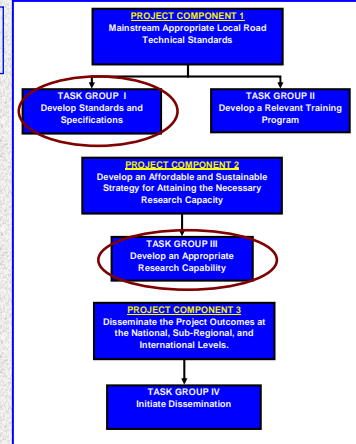 PROJECT COMPONENT 1
Mainstream Appropriate Local Road
Technical Standards
TASK GROUP I
Develop Standards and
Specifications
TASK GROUP II
Develop a Relevant Training
Program
PROJECT COMPONENT 2
Develop an Affordable and Sustainable
Strategy for Attaining the Necessary
Research Capacity
TASK GROUP III
Develop an Appropriate
Research Capability
PROJECT COMPONENT 3
Disseminate the Project Outcomes at
the National, Sub-Regional, and
International Levels.
TASK GROUP IV
Initiate Dissemination